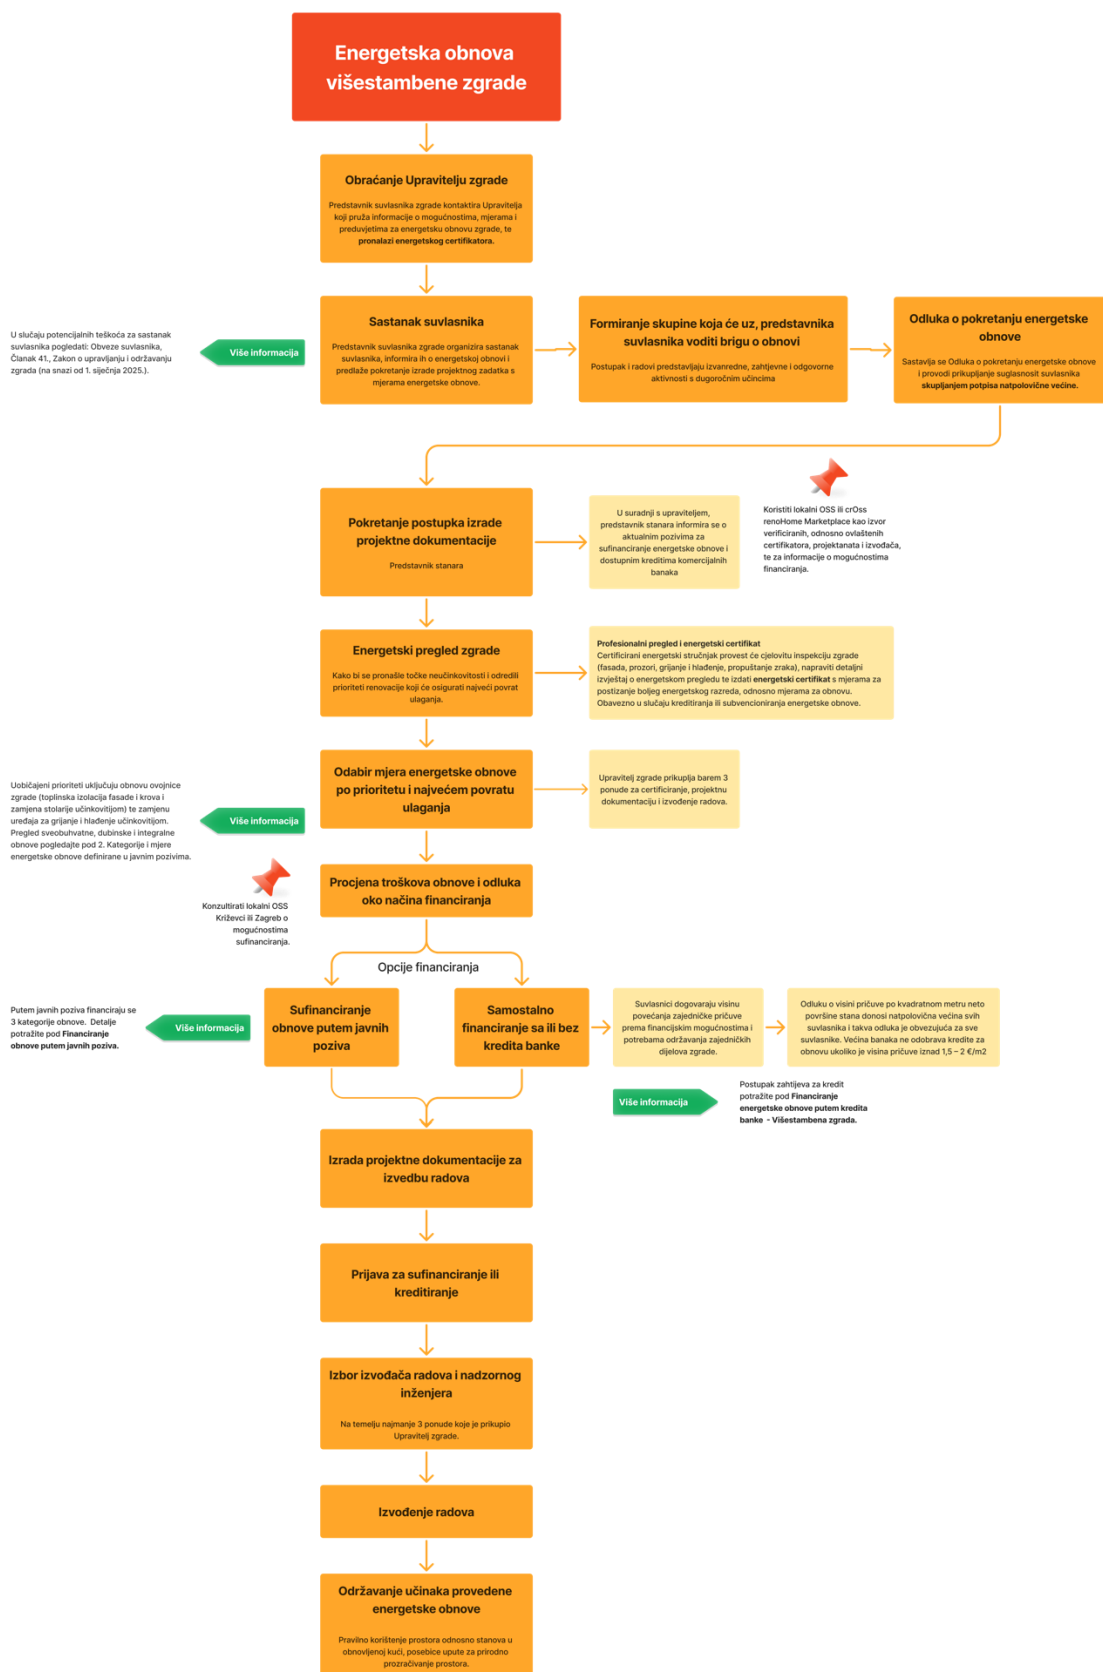 Energetska obnova
višestambene zgrade
Obraćanje Upravitelju zgrade
Predstavnik suvlasnika zgrade kontaktira Upravitelja
koji pruža informacije o mogućnostima, mjerama i
preduvjetima za energetsku obnovu zgrade, te
pronalazi energetskog certifikatora.
U slučaju potencijalnih teškoća za sastanak
suvlasnika pogledati: Obveze suvlasnika,
Članak 41., Zakon o upravljanju i održavanju
zgrada (na snazi od 1. siječnja 2025.).
Više informacija
Sastanak suvlasnika
Predstavnik suvlasnika zgrade organizira sastanak
suvlasnika, informira ih o energetskoj obnovi i
predlaže pokretanje izrade projektnog zadatka s
mjerama energetske obnove.
Formiranje skupine koja će uz, predstavnika
suvlasnika voditi brigu o obnovi
Postupak i radovi predstavljaju izvanredne, zahtjevne i odgovorne
aktivnosti s dugoročnim učincima
Odluka o pokretanju energetske
obnove
Sastavlja se Odluka o pokretanju energetske obnove
i provodi prikupljanje suglasnosit suvlasnika
skupljanjem potpisa natpolovične većine.
Pokretanje postupka izrade
projektne dokumentacije
Predstavnik stanara
U suradnji s upraviteljem,
predstavnik stanara informira se o
aktualnim pozivima za
sufinanciranje energetske obnove i
dostupnim kreditima komercijalnih
banaka
Koristiti lokalni OSS ili crOss
renoHome Marketplace kao izvor
verificiranih, odnosno ovlaštenih
certifikatora, projektanata i izvođača,
te za informacije o mogućnostima
financiranja.
Energetski pregled zgrade
Kako bi se pronašle točke neučinkovitosti i odredili
prioriteti renovacije koji će osigurati najveći povrat
ulaganja.
Profesionalni pregled i energetski certifikat
Certificirani energetski stručnjak provest će cjelovitu inspekciju zgrade
(fasada, prozori, grijanje i hlađenje, propuštanje zraka), napraviti detaljni
izvještaj o energetskom pregledu te izdati energetski certifikat s mjerama za
postizanje boljeg energetskog razreda, odnosno mjerama za obnovu.
Obavezno u slučaju kreditiranja ili subvencioniranja energetske obnove.
Uobičajeni prioriteti uključuju obnovu ovojnice
zgrade (toplinska izolacija fasade i krova i
zamjena stolarije učinkovitijom) te zamjenu
uređaja za grijanje i hlađenje učinkovitijom.
Pregled sveobuhvatne, dubinske i integralne
obnove pogledajte pod 2. Kategorije i mjere
energetske obnove definirane u javnim pozivima.
Više informacija
Odabir mjera energetske obnove
po prioritetu i najvećem povratu
ulaganja
Upravitelj zgrade prikuplja barem 3
ponude za certificiranje, projektnu
dokumentaciju i izvođenje radova.
Konzultirati lokalni OSS
Križevci ili Zagreb o
mogućnostima
sufinanciranja.
Procjena troškova obnove i odluka
oko načina financiranja
Opcije financiranja
Putem javnih poziva financiraju se
3 kategorije obnove. Detalje
potražite pod Financiranje
obnove putem javnih poziva.
Više informacija
Sufinanciranje
obnove putem javnih
poziva
Samostalno
financiranje sa ili bez
kredita banke
Suvlasnici dogovaraju visinu
povećanja zajedničke pričuve
prema financijskim mogućnostima i
potrebama održavanja zajedničkih
dijelova zgrade.
Odluku o visini pričuve po kvadratnom metru neto
površine stana donosi natpolovična većina svih
suvlasnika i takva odluka je obvezujuća za sve
suvlasnike. Većina banaka ne odobrava kredite za
obnovu ukoliko je visina pričuve iznad 1,5 – 2 €/m2
Više informacija
Postupak zahtijeva za kredit
potražite pod Financiranje
energetske obnove putem kredita
banke - Višestambena zgrada.
Izrada projektne dokumentacije za
izvedbu radova
Prijava za sufinanciranje ili
kreditiranje
Izbor izvođača radova i nadzornog
inženjera
Na temelju najmanje 3 ponude koje je prikupio
Upravitelj zgrade.
Izvođenje radova
Održavanje učinaka provedene
energetske obnove
Pravilno korištenje prostora odnosno stanova u
obnovljenoj kući, posebice upute za prirodno
prozračivanje prostora.